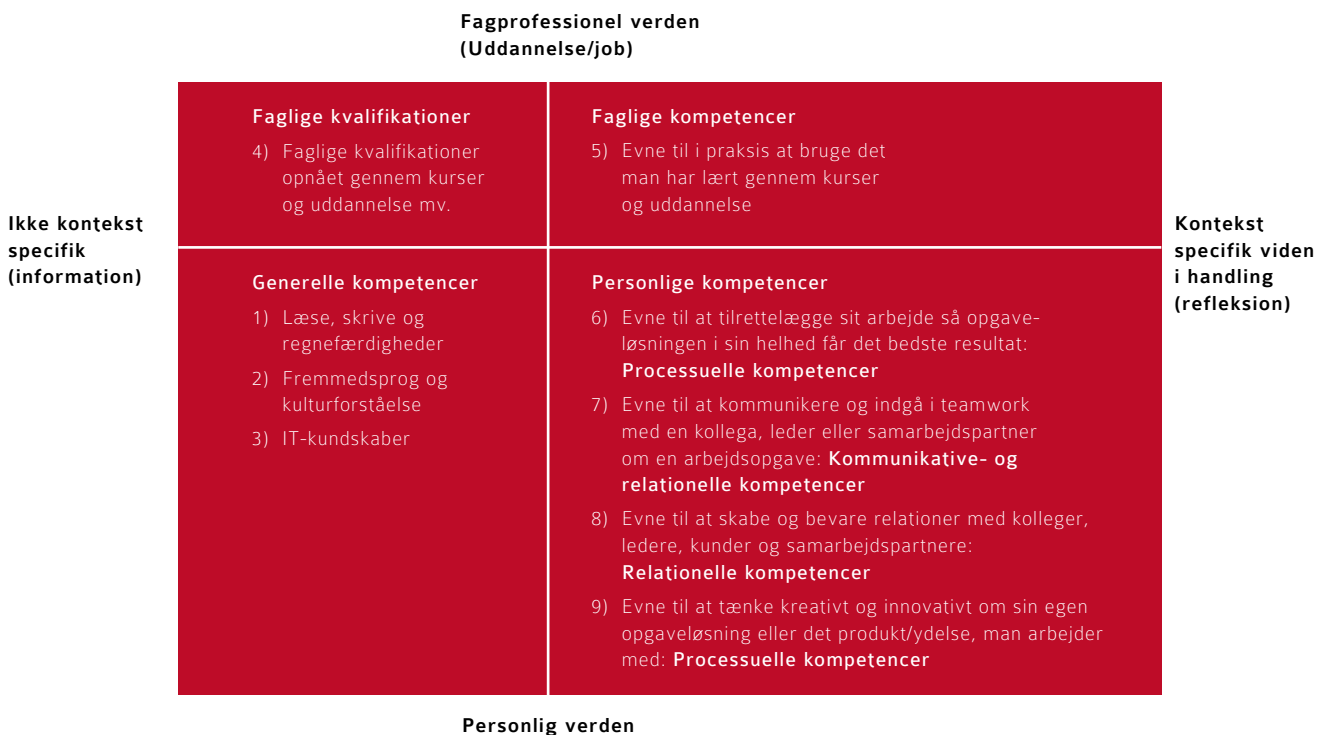 Fagprofessionel verden
(Uddannelse/job)
Ikke kontekst
specifik
(information)
Faglige kvalifikationer
4) Faglige kvalifikationer
opnået gennem kurser
og uddannelse mv.
Faglige kompetencer
5) Evne til i praksis at bruge det
man har lært gennem kurser
og uddannelse
Kontekst
specifik viden
i handling
(refleksion)
Generelle kompetencer
1) Læse, skrive og
regnefærdigheder
2) Fremmedsprog og
kulturforståelse
3) IT-kundskaber
Personlige kompetencer
6) Evne til at tilrettelægge sit arbejde så opgave-
løsningen i sin helhed får det bedste resultat:
Processuelle kompetencer
7) Evne til at kommunikere og indgå i teamwork
med en kollega, leder eller samarbejdspartner
om en arbejdsopgave: Kommunikative- og
relationelle kompetencer
8) Evne til at skabe og bevare relationer med kolleger,
ledere, kunder og samarbejdspartnere:
Relationelle kompetencer
9) Evne til at tænke kreativt og innovativt om sin egen
opgaveløsning eller det produkt/ydelse, man arbejder
med: Processuelle kompetencer
Personlig verden